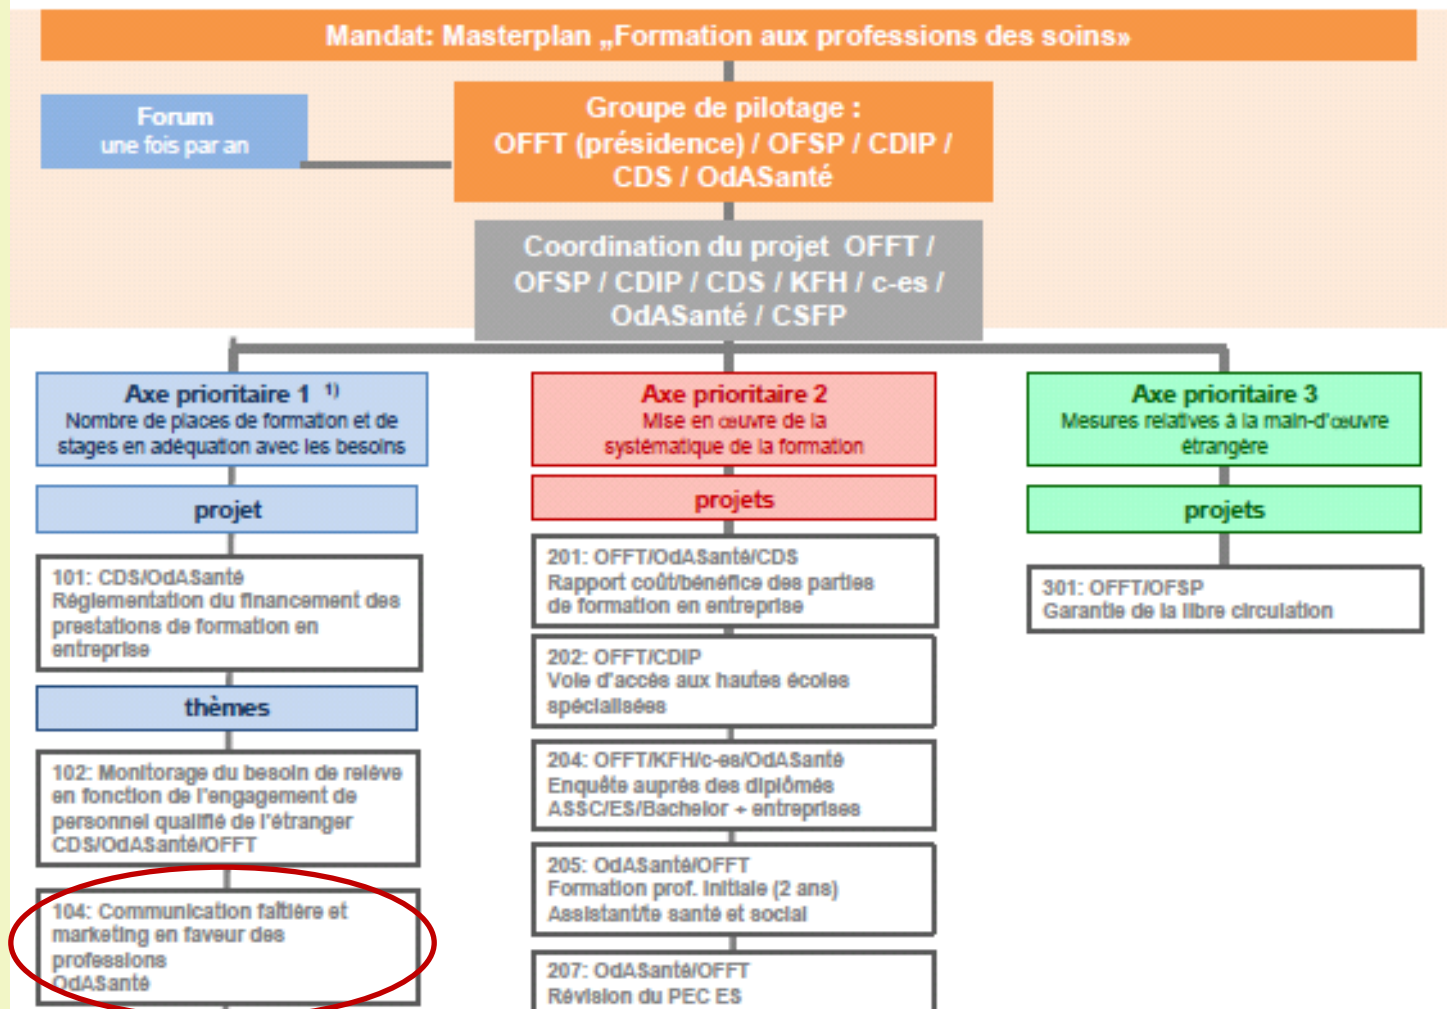 Mandat: Masterplan „Formation aux professions des soins»
Forum
une fois par an
Groupe de pilotage :
OFFT (présidence) / OFSP / CDIP /
CDS / OdASanté
Coordination du projet OFFT /
OFSP / CDIP / CDS / KFH / c-es /
OdASanté / CSFP
Axe prioritaire 1 1)
Nombre de places de formation et de
stages en adéquation avec les besoins
projet
101: CDS/OdASanté
Réglementation du financement des
prestations de formation en
entreprise
thèmes
102: Monitorage du besoin de relève
en fonction de l'engagement de
personnel qualifié de l'étranger
CDS/OdASanté/OFFT
104: Communication faîtière et
marketing en faveur des
professions
OdASanté
Axe prioritaire 2
Mise en œuvre de la
systématique de la formation
projets
201: OFFT/OdASanté/CDS
Rapport coût/bénéfice des parties
de formation en entreprise
202: OFFT/CDIP
Voie d'accès aux hautes écoles
spécialisées
204: OFFT/KFH/c-es/OdASanté
Enquête auprès des diplômés
ASSC/ES/Bachelor + entreprises
205: OdASanté/OFFT
Formation prof. initiale (2 ans)
Assistant/te santé et social
207: OdASanté/OFFT
Révision du PEC ES
Axe prioritaire 3
Mesures relatives à la main-d'œuvre
étrangère
projets
301: OFFT/OFSP
Garantie de la libre circulation